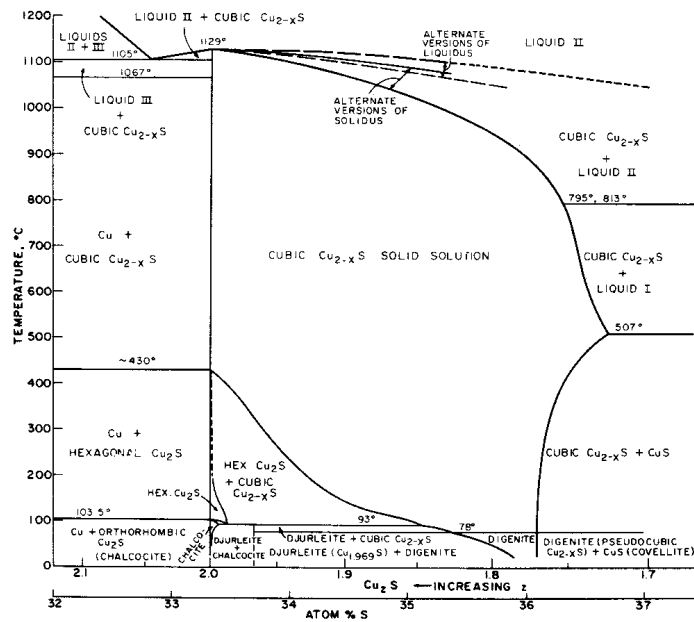 LIQUID II + CUBIC Cu2-xS
LIQUIDS
II + III
1129°
ALTERNATE
VERSIONS OF
LIQUIDUS
LIQUID II
1105°
1067°
LIQUID III
+
CUBIC Cu2-xS
ALTERNATE
VERSIONS OF
SOLIDUS
CUBIC Cu2-xS
+
LIQUID II
795°, 813°
Cu +
CUBIC Cu2-xS
CUBIC Cu2-xS SOLID SOLUTION
CUBIC Cu2-xS
+
LIQUID I
507°
~430°
Cu +
HEXAGONAL Cu2S
HEX Cu2S
+ CUBIC
Cu2-xS
HEX. Cu2S
CUBIC Cu2-xS + CuS
103.5°
93°
78°
Cu + ORTHORHOMBIC
Cu2S
(CHALCOCITE)
CHALCO-
CITE
DJURLEITE
+
CHALCOCITE
DJURLEITE + CUBIC Cu2-xS
DJURLEITE (Cu1.969S) + DIGENITE
DIGENITE
DIGENITE (PSEUDOCUBIC
Cu2-xS) + CuS (COVELLITE)
TEMPERATURE, °C
1200
1100
1000
900
800
700
600
500
400
300
200
100
0
2.1
2.0
1.9
1.8
1.7
Cu2S ← INCREASING z
32
33
34
35
36
37
ATOM % S